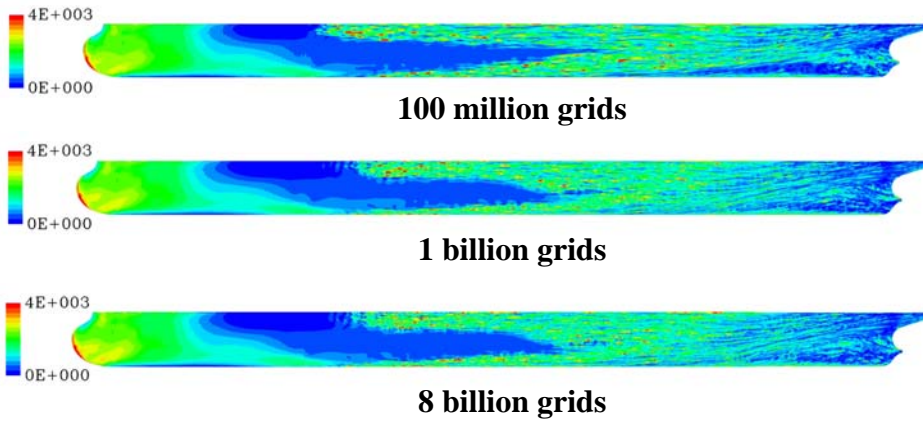 4E+003
0E+000
100 million grids
4E+003
0E+000
1 billion grids
4E+003
0E+000
8 billion grids